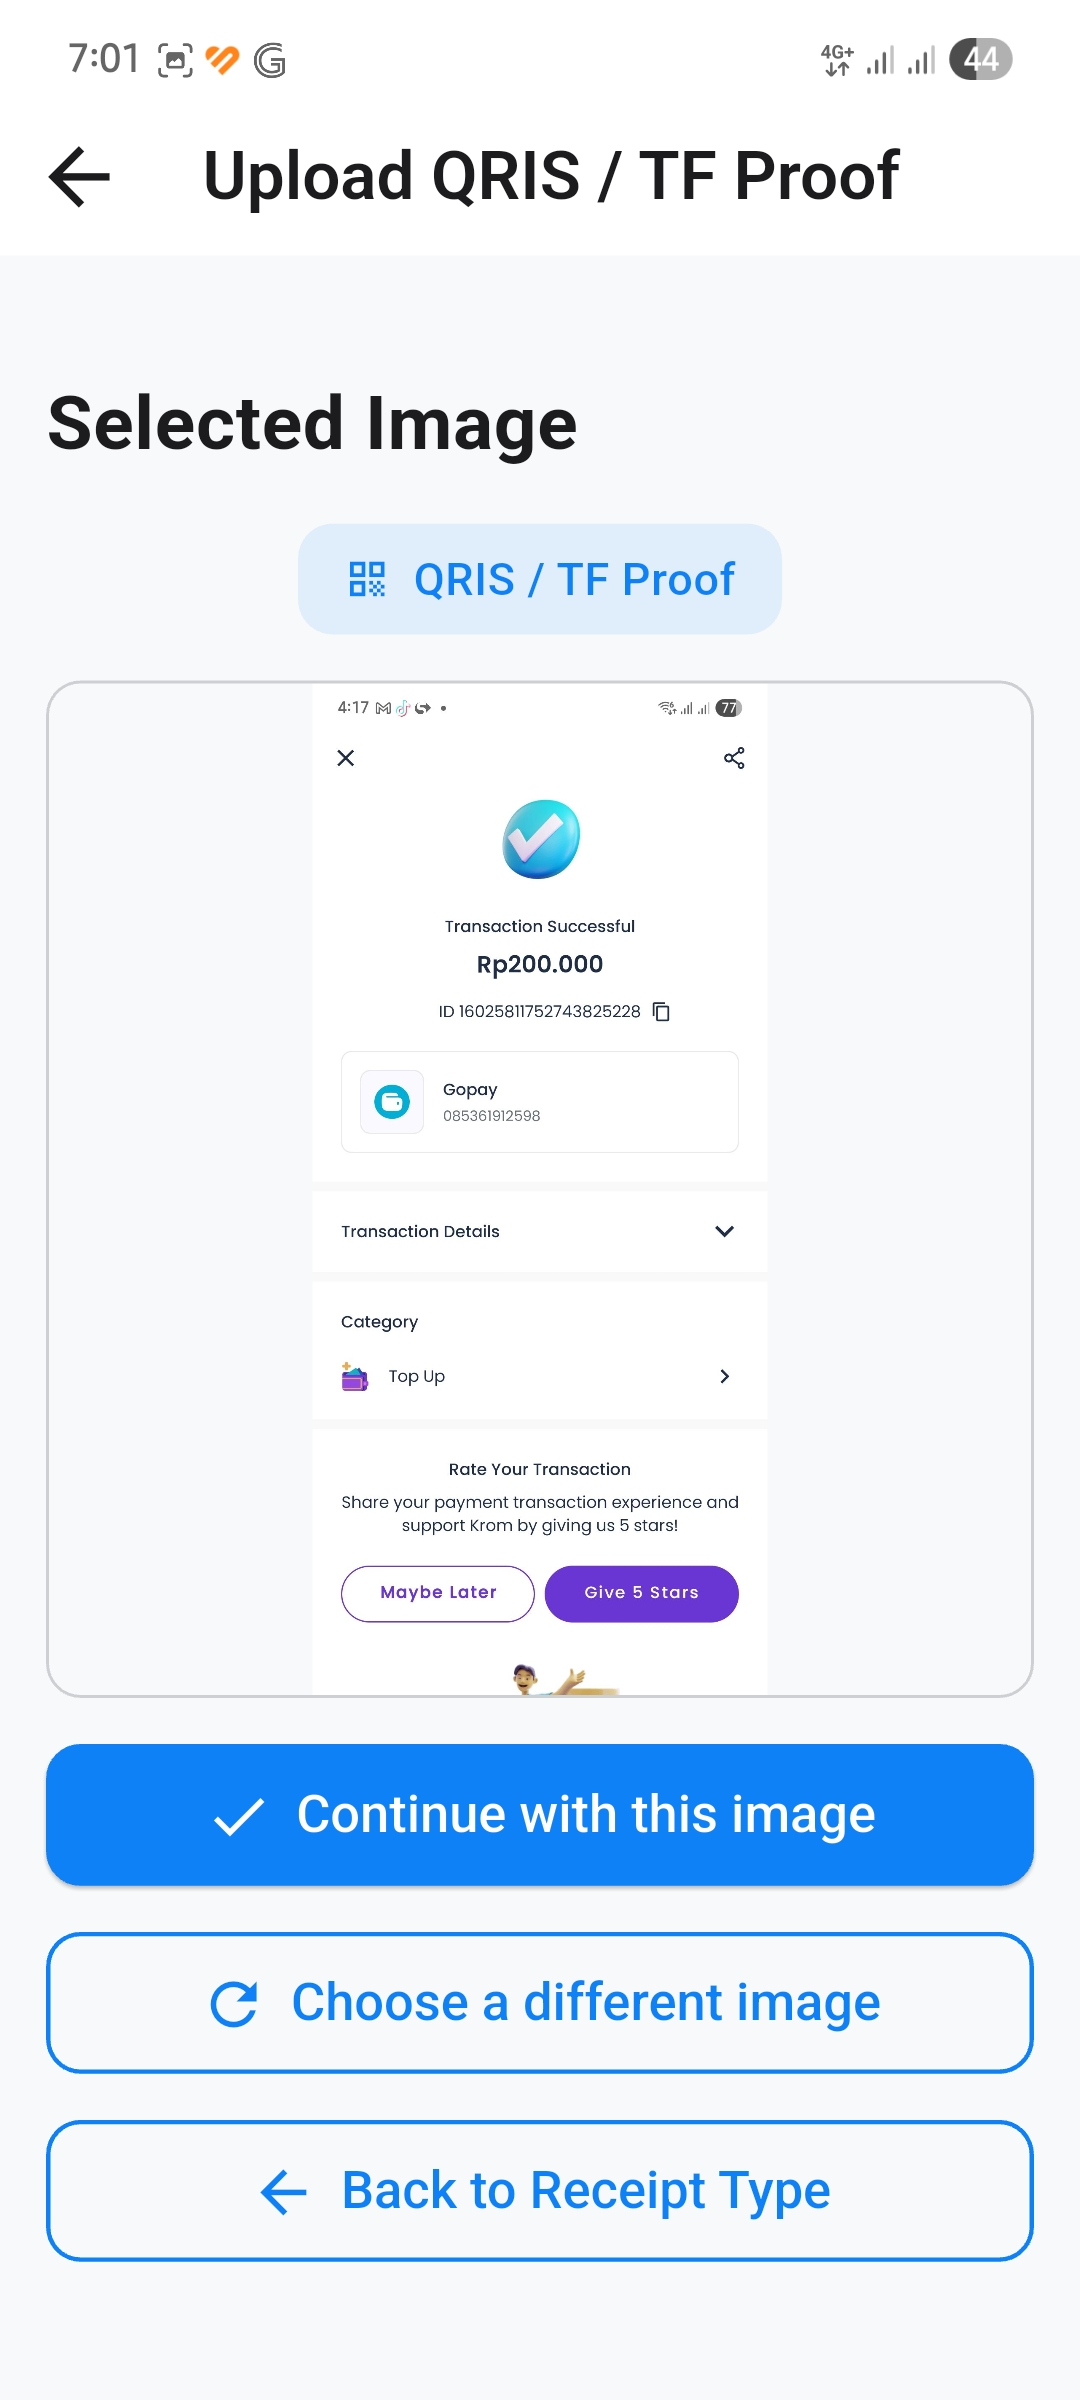 7:01
4G+
44
Upload QRIS / TF Proof
Selected Image
QRIS / TF Proof
4:17
77
Transaction Successful
Rp200.000
ID 16025811752743825228
Gopay
085361912598
Transaction Details
Category
Top Up
Rate Your Transaction
Share your payment transaction experience and
support Krom by giving us 5 stars!
Maybe Later
Give 5 Stars
Continue with this image
Choose a different image
Back to Receipt Type